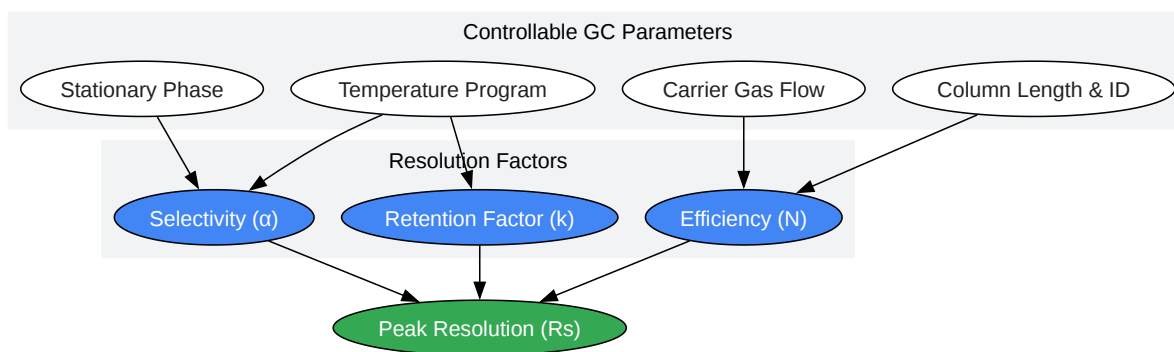 Controllable GC Parameters
Stationary Phase
Temperature Program
Carrier Gas Flow
Column Length & ID
Resolution Factors
Selectivity (α)
Retention Factor (k)
Efficiency (N)
Peak Resolution (Rs)